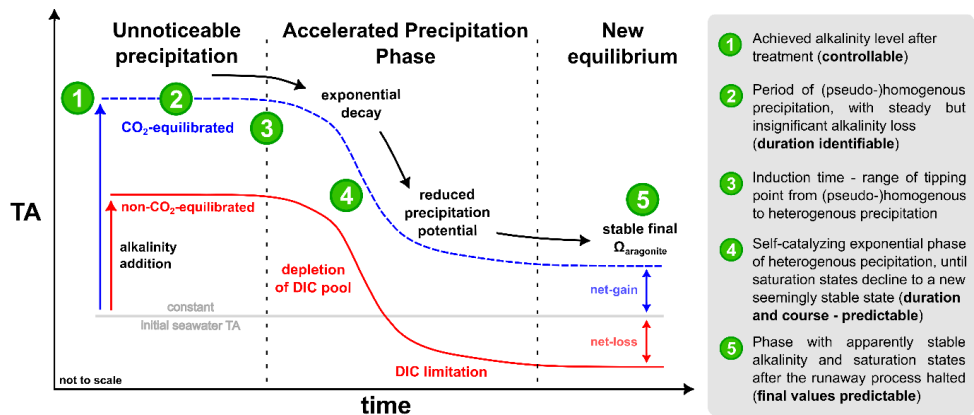 Unnoticeable
precipitation
Accelerated Precipitation
Phase
New
equilibrium
1
2
CO₂-equilibrated
3
exponential
decay
4
reduced
precipitation
potential
5
stable final
Ωaragonite
TA
non-CO₂-equilibrated
alkalinity
addition
depletion
of DIC pool
net-gain
constant
initial seawater TA
net-loss
DIC limitation
not to scale
time
1 Achieved alkalinity level after
treatment (controllable)
2 Period of (pseudo-)homogenous
precipitation, with steady but
insignificant alkalinity loss
(duration identifiable)
3 Induction time - range of tipping
point from (pseudo-)homogenous
to heterogenous precipitation
4 Self-catalyzing exponential phase
of heterogenous pecipitation, until
saturation states decline to a new
seemingly stable state (duration
and course - predictable)
5 Phase with apparently stable
alkalinity and saturation states
after the runaway process halted
(final values predictable)